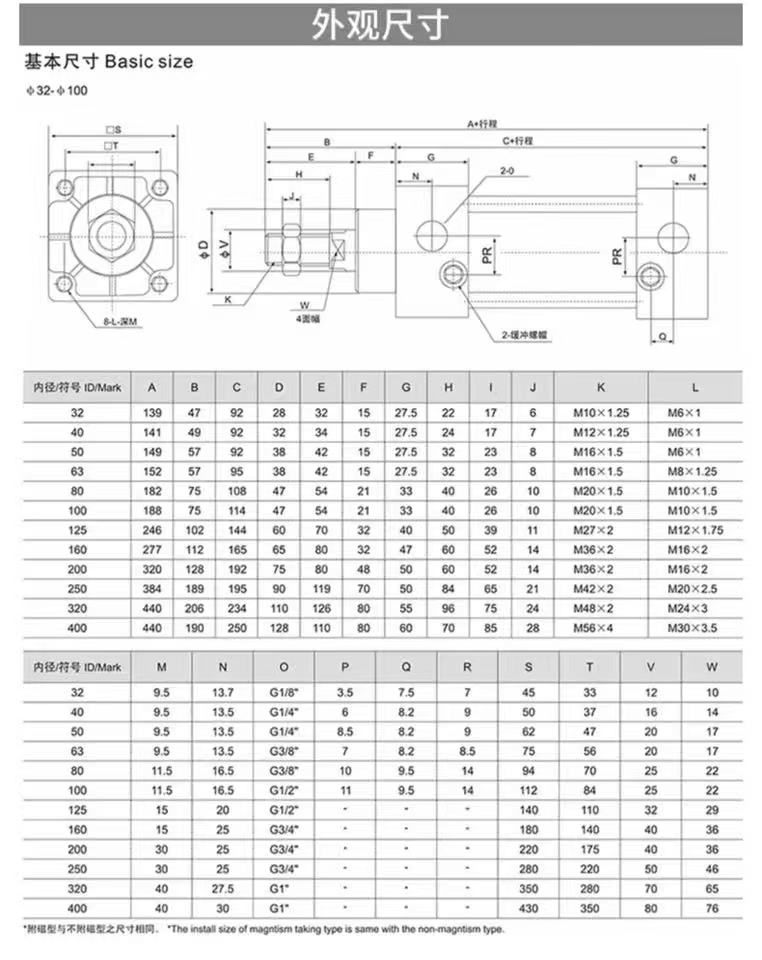 外观尺寸
基本尺寸 Basic size
ф32-ф100
□S
□T
A+行程
B
C+行程
E
F
G
G
H
N
2-0
N
J
ФD
ФV
PR
PR
K
W
4面幅
8-L-深M
2-缓冲螺帽
Q
内径/符号 ID/Mark A B C D E F G H I J K L
32 139 47 92 28 32 15 27.5 22 17 6 M10×1.25 M6×1
40 141 49 92 32 34 15 27.5 24 17 7 M12×1.25 M6×1
50 149 57 92 38 42 15 27.5 32 23 8 M16×1.5 M6×1
63 152 57 95 38 42 15 27.5 32 23 8 M16×1.5 M8×1.25
80 182 75 108 47 54 21 33 40 26 10 M20×1.5 M10×1.5
100 188 75 114 47 54 21 33 40 26 10 M20×1.5 M10×1.5
125 246 102 144 60 70 32 40 50 39 11 M27×2 M12×1.75
160 277 112 165 65 80 32 47 60 52 14 M36×2 M16×2
200 320 128 192 75 80 48 50 60 52 14 M36×2 M16×2
250 384 189 195 90 119 70 50 84 65 21 M42×2 M20×2.5
320 440 206 234 110 126 80 55 96 75 24 M48×2 M24×3
400 440 190 250 128 110 80 60 70 85 28 M56×4 M30×3.5
内径/符号 ID/Mark M N O P Q R S T V W
32 9.5 13.7 G1/8" 3.5 7.5 7 45 33 12 10
40 9.5 13.5 G1/4" 6 8.2 9 50 37 16 14
50 9.5 13.5 G1/4" 8.5 8.2 9 62 47 20 17
63 9.5 13.5 G3/8" 7 8.2 8.5 75 56 20 17
80 11.5 16.5 G3/8" 10 9.5 14 94 70 25 22
100 11.5 16.5 G1/2" 11 9.5 14 112 84 25 22
125 15 20 G1/2" - - - 140 110 32 29
160 15 25 G3/4" - - - 180 140 40 36
200 30 25 G3/4" - - - 220 175 40 36
250 30 25 G3/4" - - - 280 220 50 46
320 40 27.5 G1" - - - 350 280 70 65
400 40 30 G1" - - - 430 350 80 76
*附磁型与不附磁型之尺寸相同。 *The install size of magntism taking type is same with the non-magntism type.